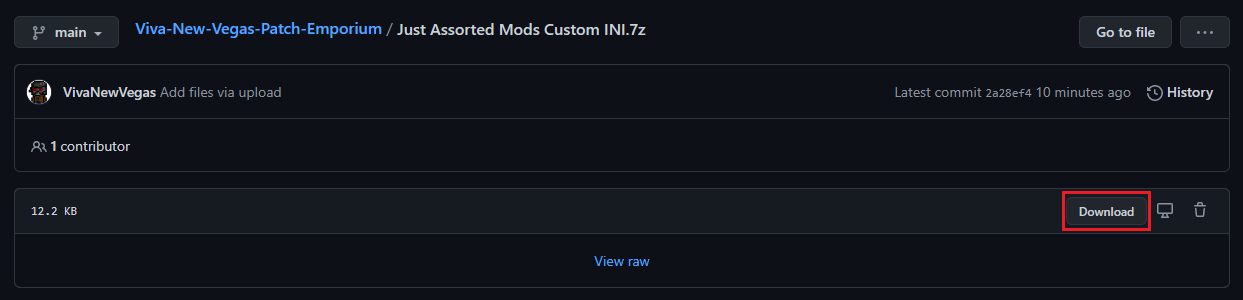 main Viva-New-Vegas-Patch-Emporium / Just Assorted Mods Custom INI.7z Go to file ...
VivaNewVegas Add files via upload Latest commit 2a28ef4 10 minutes ago History
1 contributor
12.2 KB Download
View raw